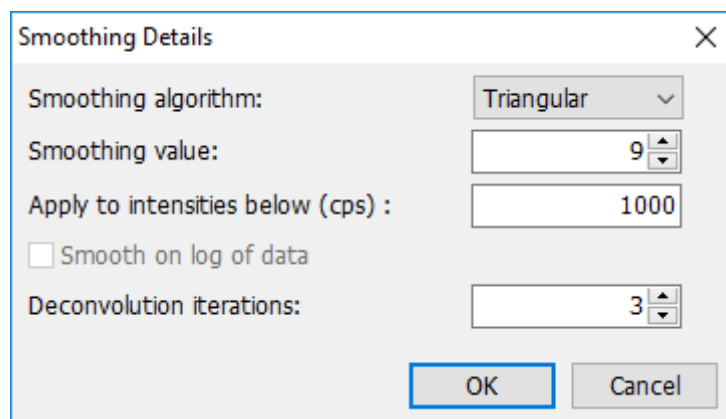 Smoothing Details
Smoothing algorithm: Triangular
Smoothing value: 9
Apply to intensities below (cps) : 1000
Smooth on log of data
Deconvolution iterations: 3
OK Cancel